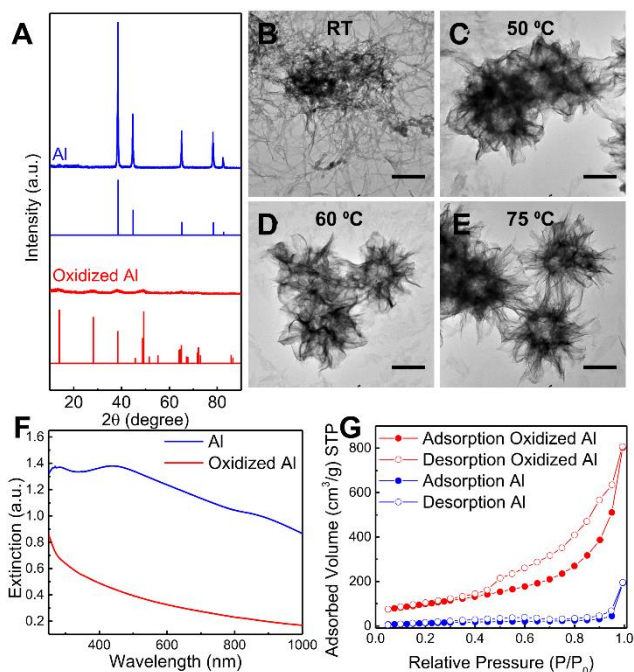 A
Al
Oxidized Al
Intensity (a.u.)
20 40 60 80
2θ (degree)
B
RT
C
50 ºC
D
60 ºC
E
75 ºC
F
Al
Oxidized Al
Extinction (a.u.)
1.6
1.4
1.2
1.0
0.8
0.6
0.4
0.2
400 600 800 1000
Wavelength (nm)
G
Adsorption Oxidized Al
Desorption Oxidized Al
Adsorption Al
Desorption Al
Adsorbed Volume (cm³/g) STP
800
600
400
200
0
0.0 0.2 0.4 0.6 0.8 1.0
Relative Pressure (P/P₀)